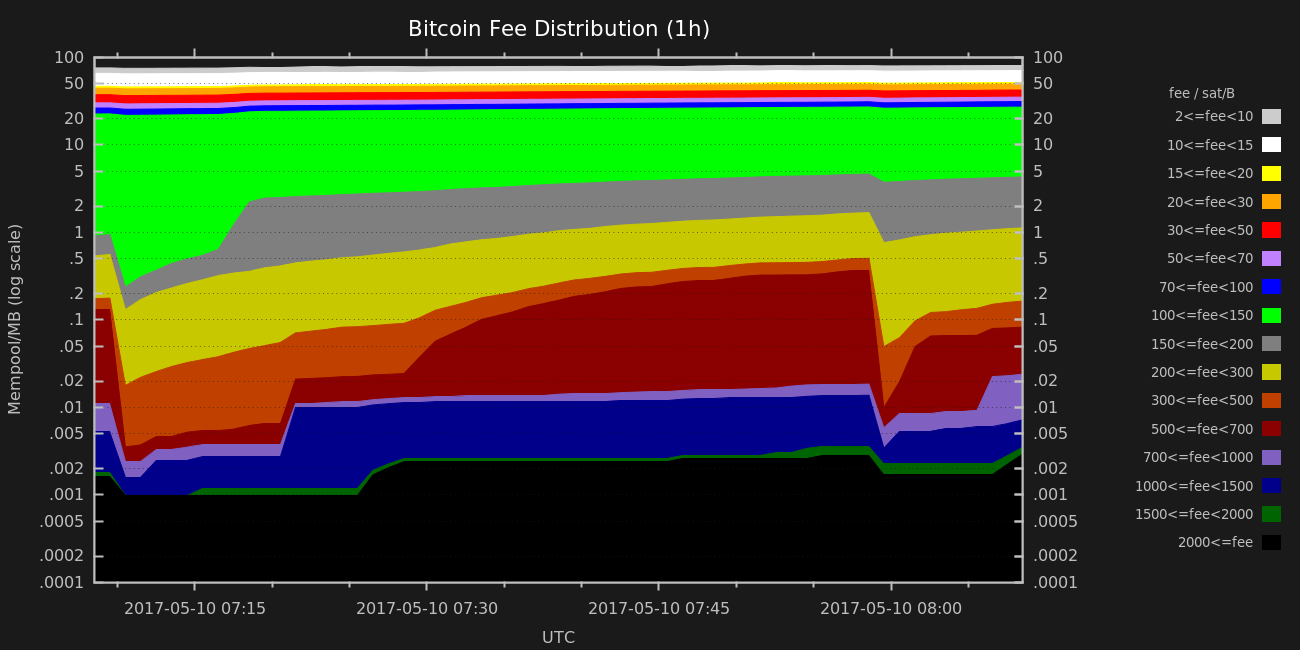 Bitcoin Fee Distribution (1h)
Mempool/MB (log scale)
100
50
20
10
5
2
1
.5
.2
.1
.05
.02
.01
.005
.002
.001
.0005
.0002
.0001
100
50
20
10
5
2
1
.5
.2
.1
.05
.02
.01
.005
.002
.001
.0005
.0002
.0001
2017-05-10 07:15
2017-05-10 07:30
2017-05-10 07:45
2017-05-10 08:00
UTC
fee / sat/B
2<=fee<10
10<=fee<15
15<=fee<20
20<=fee<30
30<=fee<50
50<=fee<70
70<=fee<100
100<=fee<150
150<=fee<200
200<=fee<300
300<=fee<500
500<=fee<700
700<=fee<1000
1000<=fee<1500
1500<=fee<2000
2000<=fee